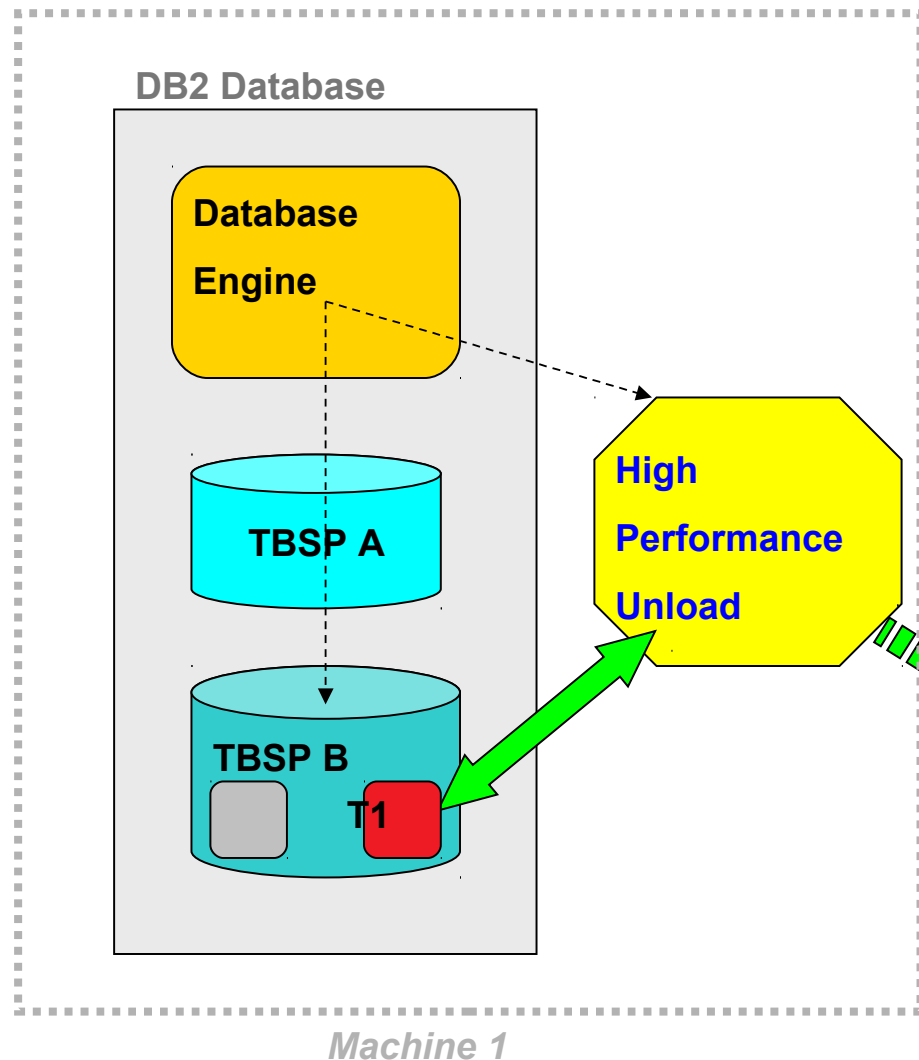 DB2 Database
Database
Engine
High
Performance
Unload
TBSP A
TBSP B
T1
Machine 1